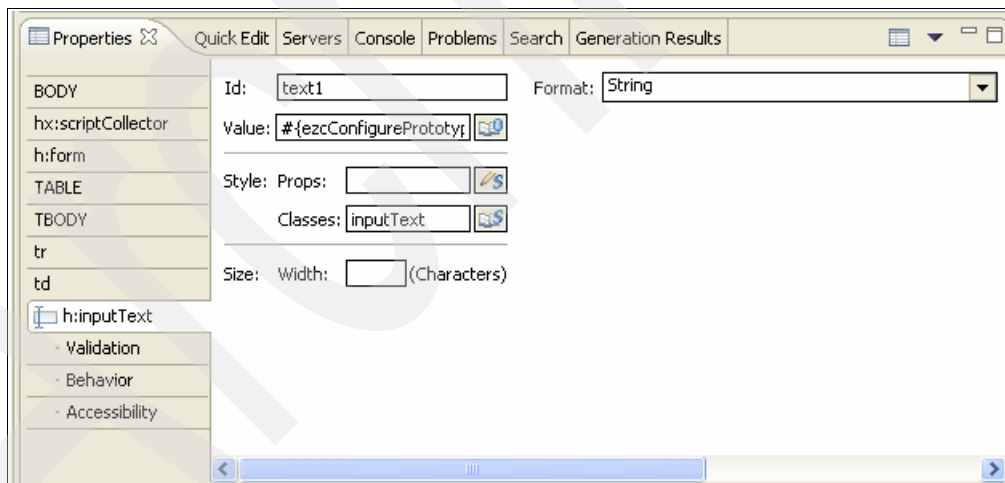 Properties Quick Edit Servers Console Problems Search Generation Results
BODY
hx:scriptCollector
h:form
TABLE
TBODY
tr
td
h:inputText
· Validation
· Behavior
· Accessibility
Id: text1
Value: #{ezcConfigurePrototyp
Style: Props:
Classes: inputText
Size: Width: (Characters)
Format: String